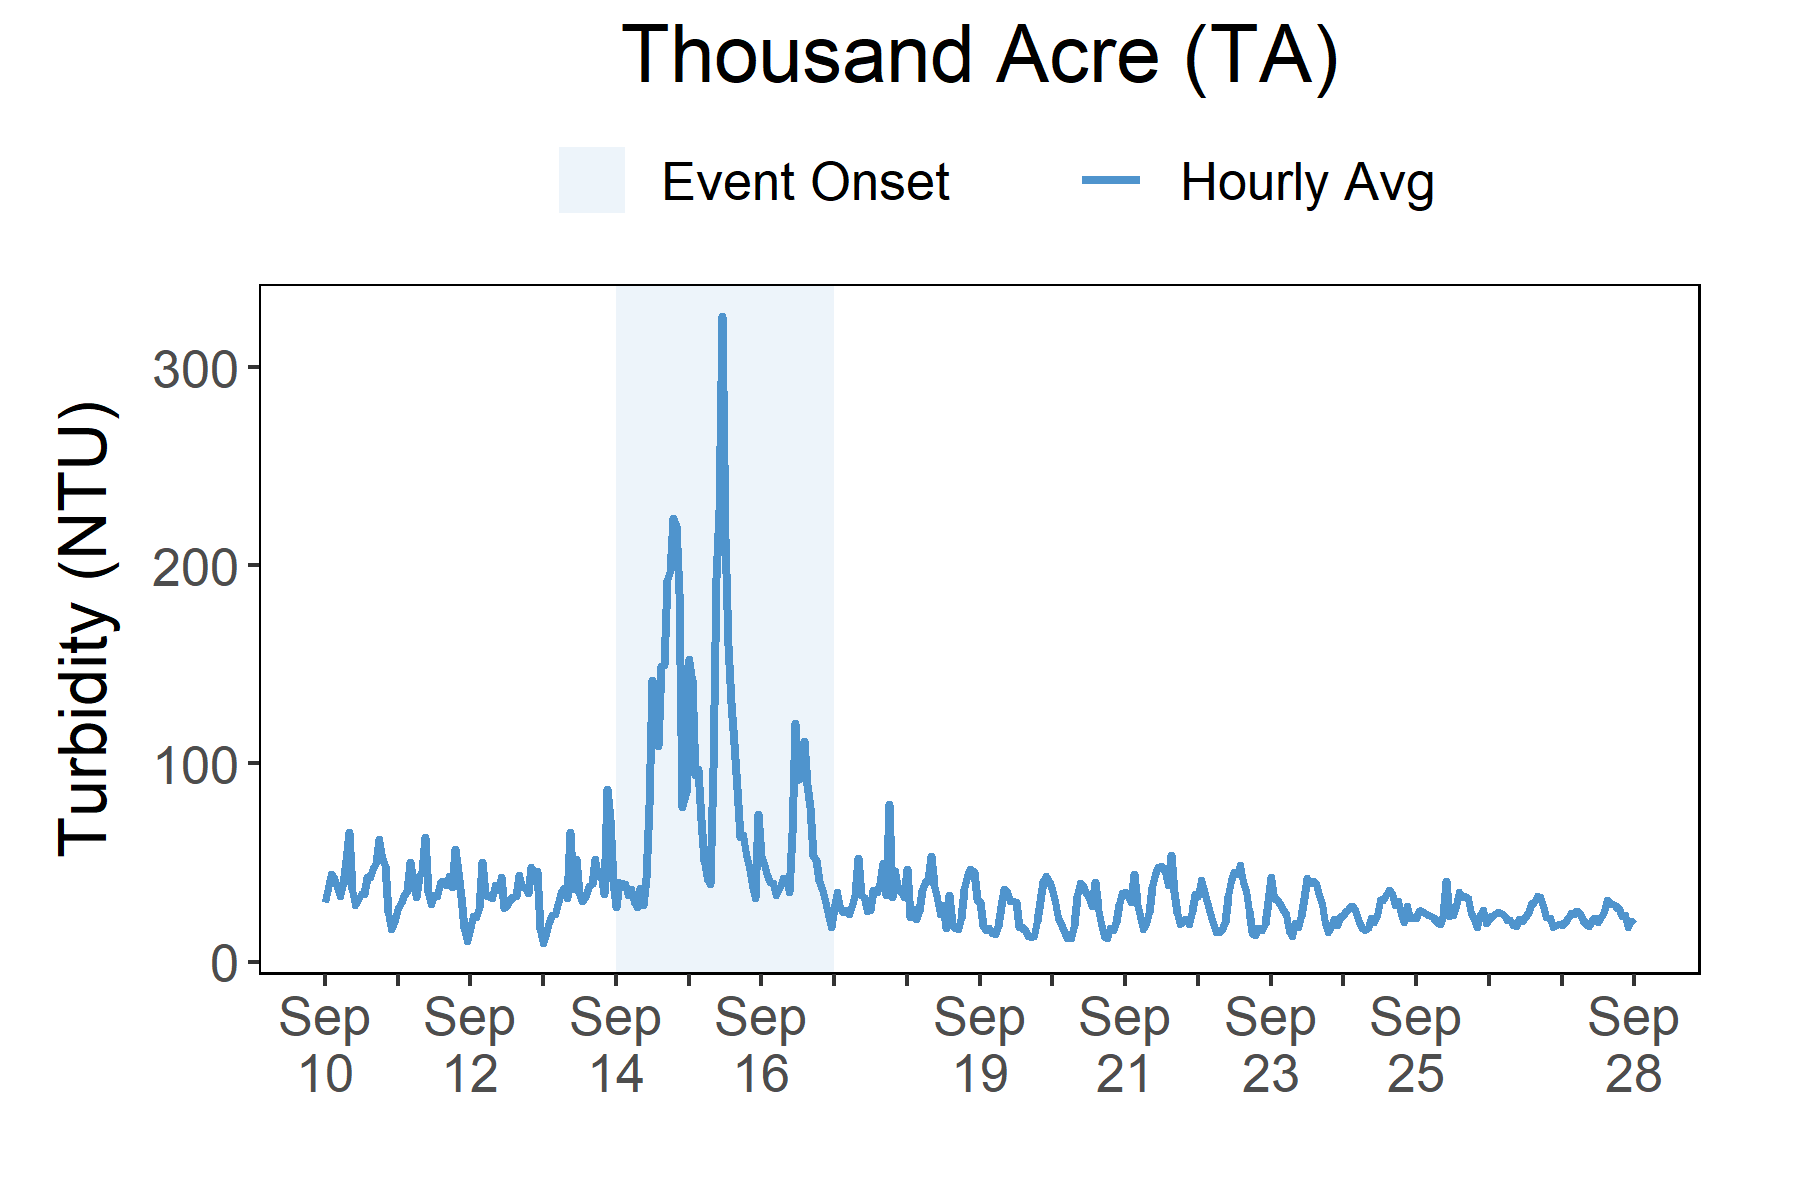 Thousand Acre (TA)
Event Onset
Hourly Avg
Turbidity (NTU)
300
200
100
0
Sep
10
Sep
12
Sep
14
Sep
16
Sep
19
Sep
21
Sep
23
Sep
25
Sep
28